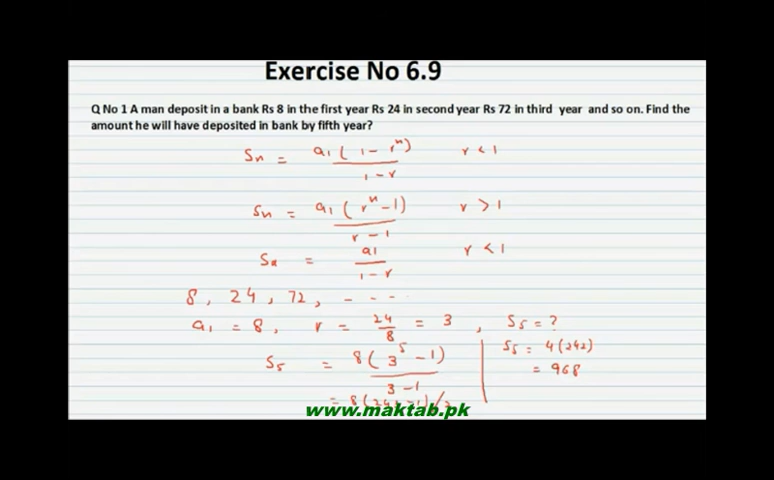 Exercise No 6.9
Q No 1 A man deposit in a bank Rs 8 in the first year Rs 24 in second year Rs 72 in third year and so on. Find the
amount he will have deposited in bank by fifth year?
Sn = a1 ( 1 - r^n ) / 1 - r    r < 1
Sn = a1 ( r^n - 1 ) / r - 1    r > 1
S∝ = a1 / 1 - r    r < 1
8 , 24 , 72 , - - - -
a1 = 8 , r = 24 / 8 = 3 , S5 = ?
S5 = 8 ( 3^5 - 1 ) / 3 - 1
= 8 ( 243 - 1 ) / 2
S5 = 4 ( 242 )
= 968
www.maktab.pk